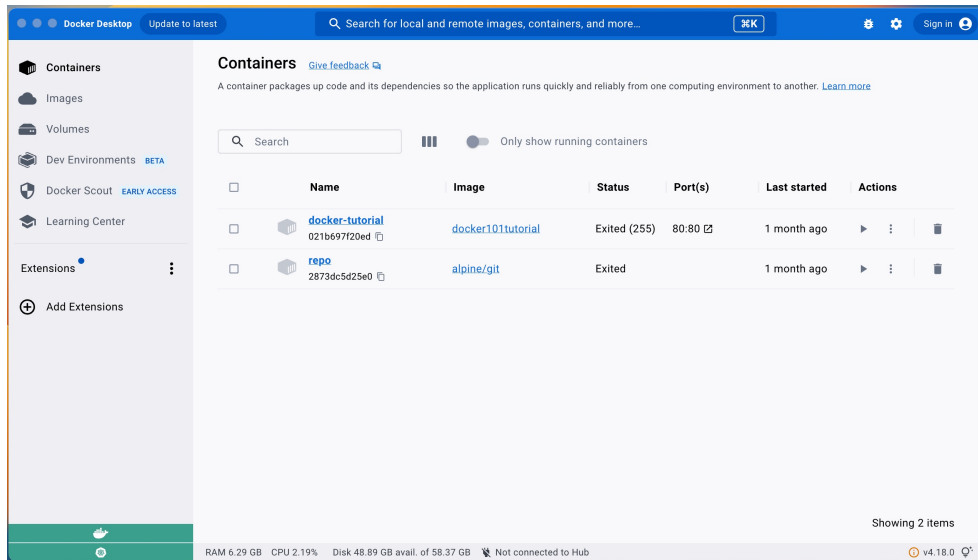 Docker Desktop Update to latest Search for local and remote images, containers, and more... ⌘K Sign in
Containers
Images
Volumes
Dev Environments BETA
Docker Scout EARLY ACCESS
Learning Center
Extensions
Add Extensions
Containers Give feedback
A container packages up code and its dependencies so the application runs quickly and reliably from one computing environment to another. Learn more
Search Only show running containers
Name Image Status Port(s) Last started Actions
docker-tutorial
021b697f20ed docker101tutorial Exited (255) 80:80 1 month ago
repo
2873dc5d25e0 alpine/git Exited 1 month ago
Showing 2 items
RAM 6.29 GB CPU 2.19% Disk 48.89 GB avail. of 58.37 GB Not connected to Hub v4.18.0